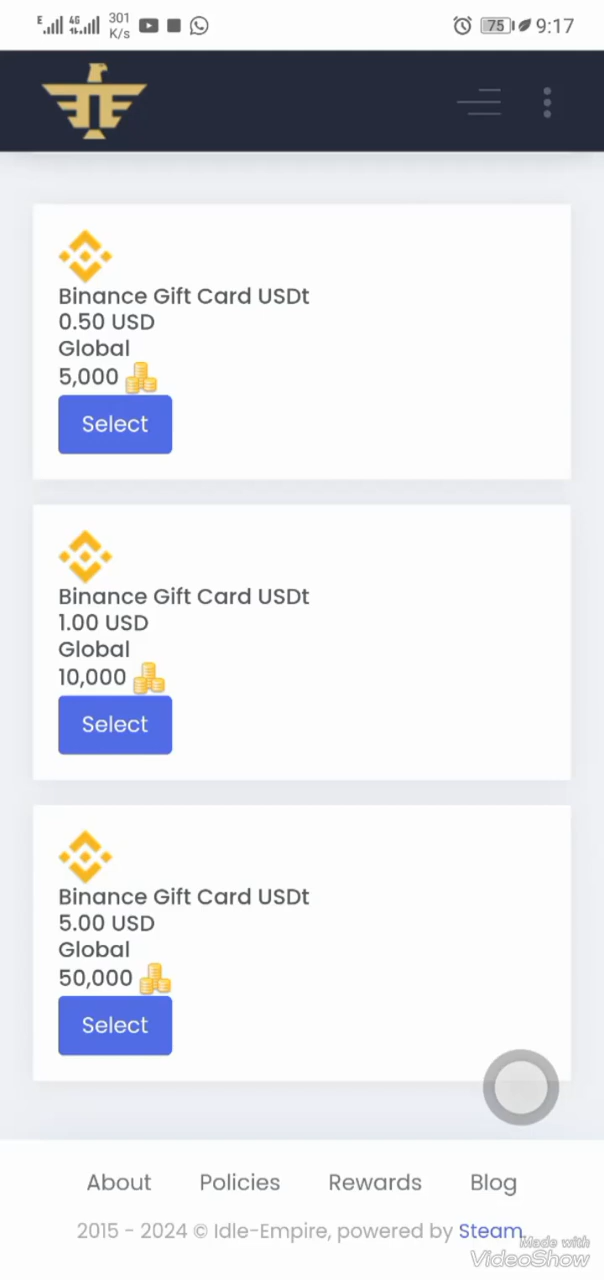 E 4G 301 K/s 75 9:17
Binance Gift Card USDt
0.50 USD
Global
5,000
Select
Binance Gift Card USDt
1.00 USD
Global
10,000
Select
Binance Gift Card USDt
5.00 USD
Global
50,000
Select
About Policies Rewards Blog
2015 - 2024 © Idle-Empire, powered by Steam.
Made with
VideoShow